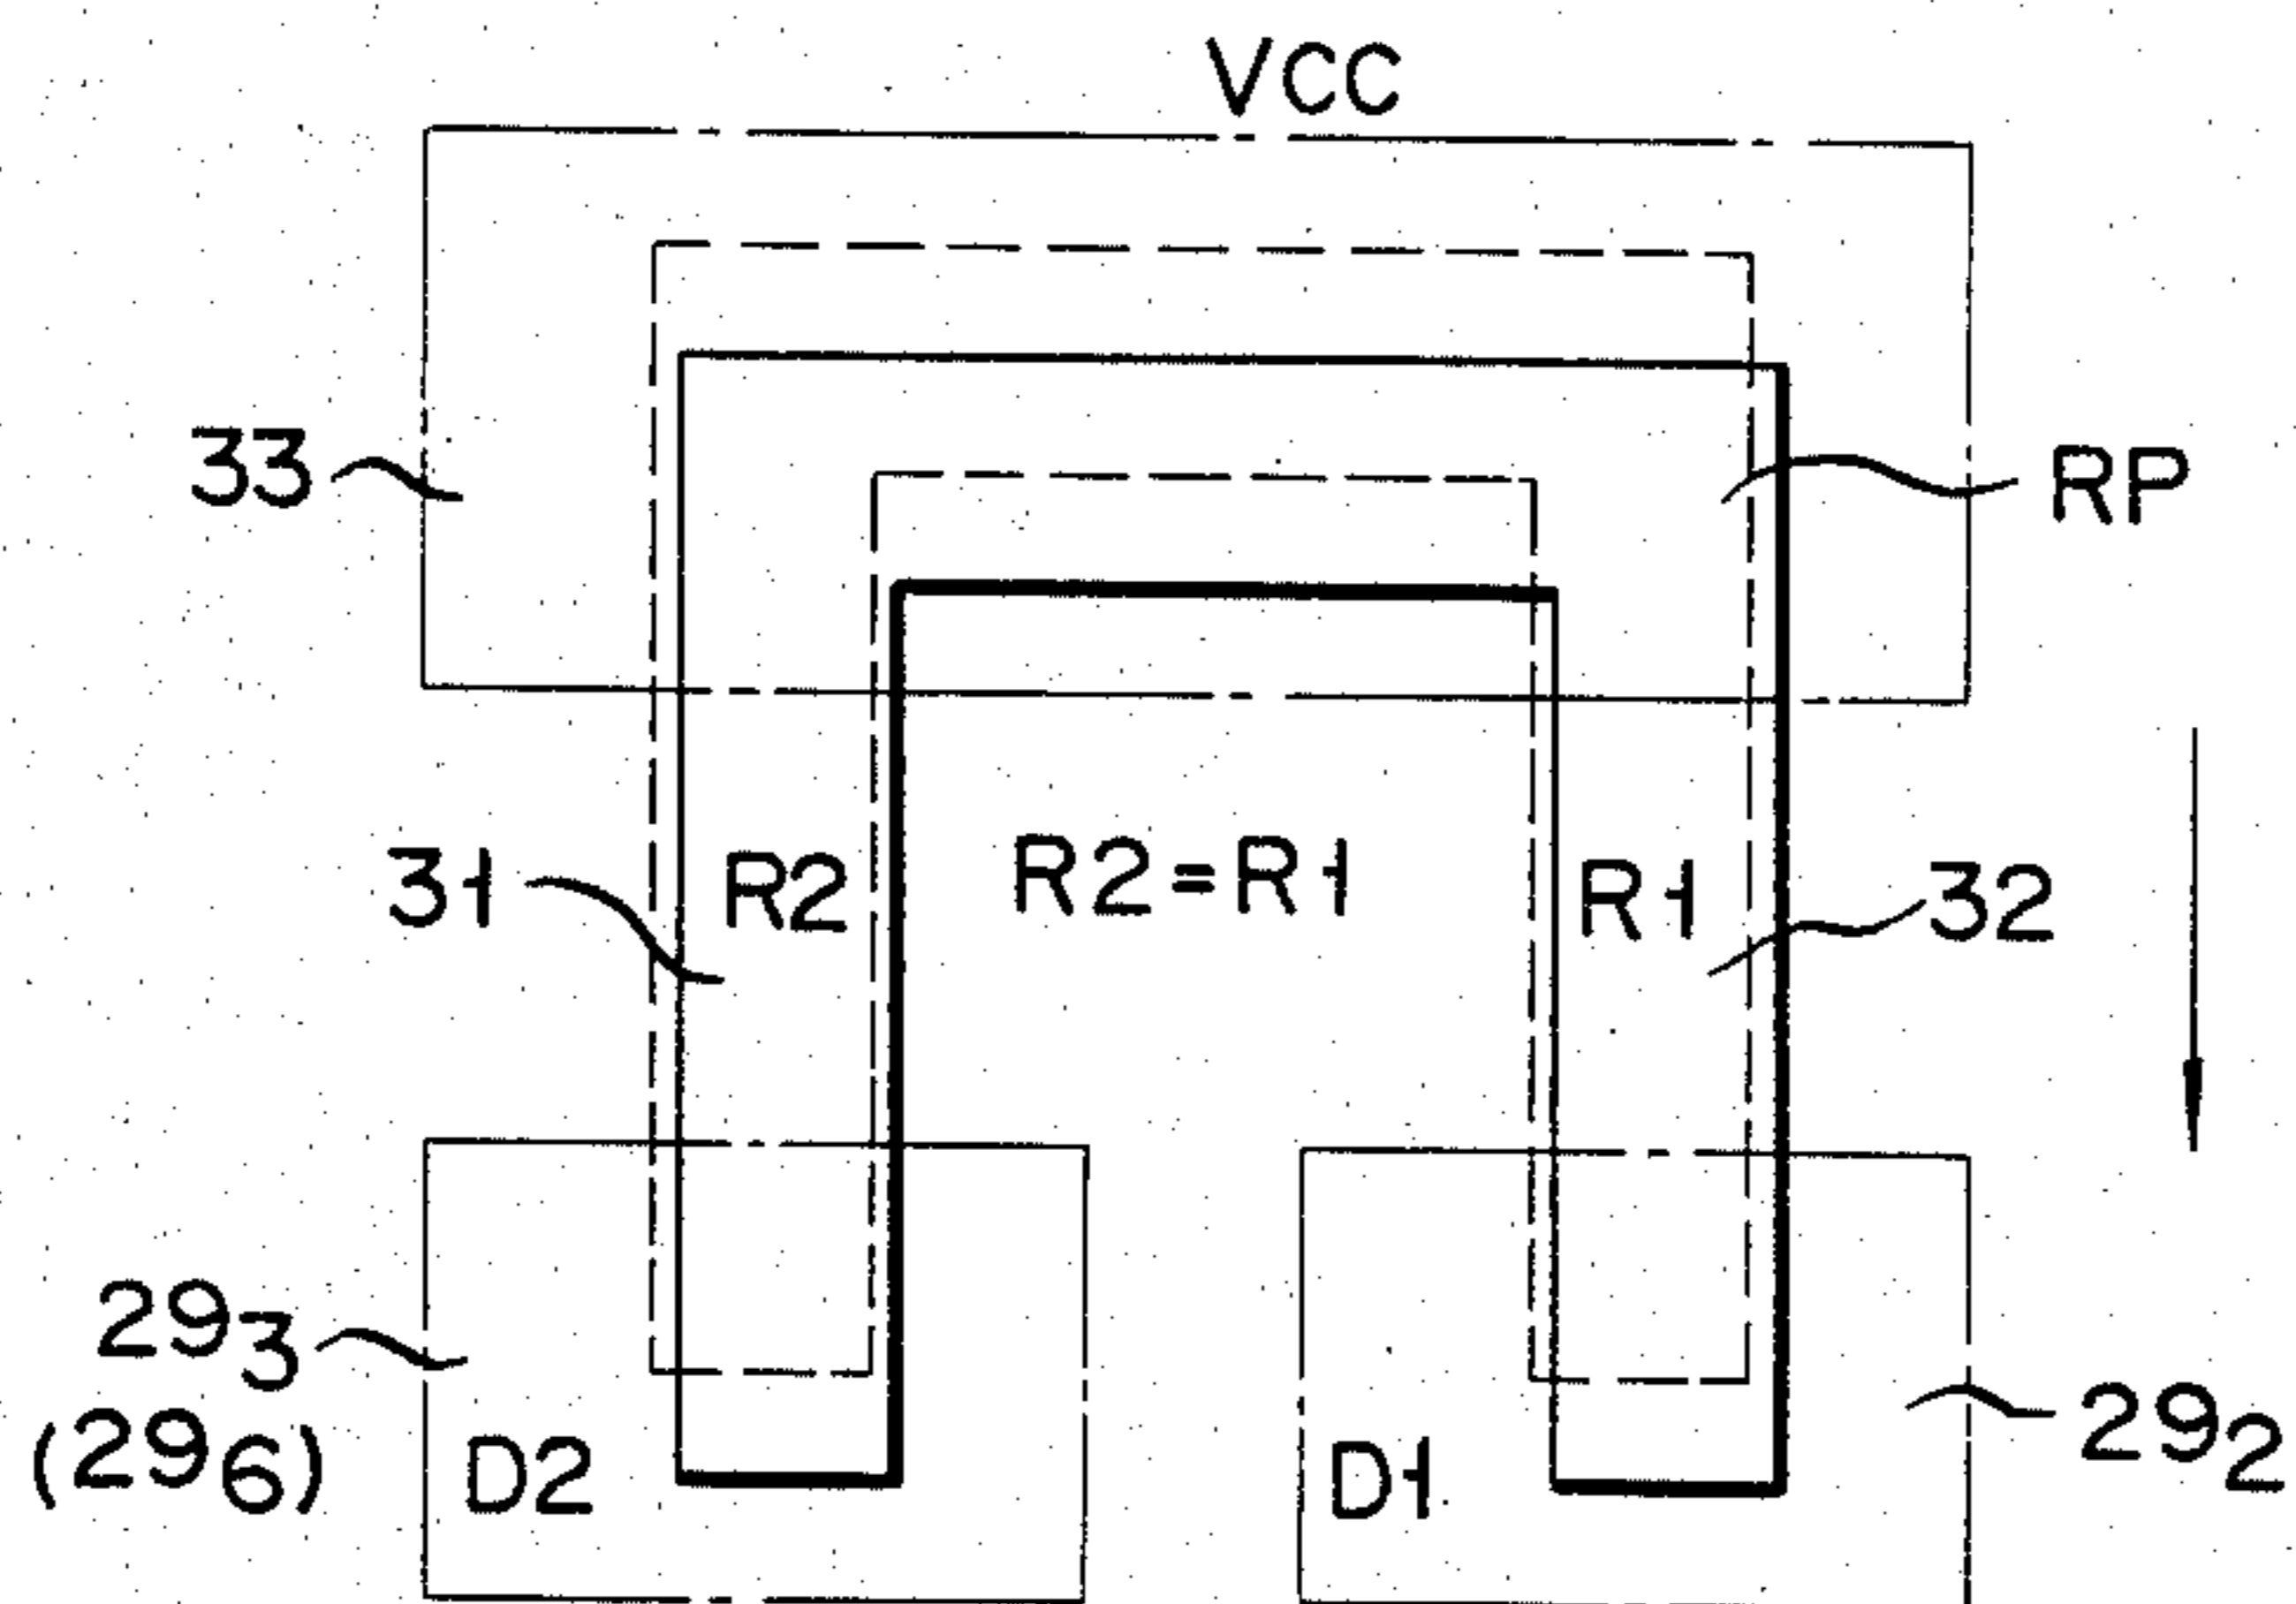 VCC
33
RP
31
R2
R2=R1
R1
32
29₃
(29₆)
D2
D1
29₂